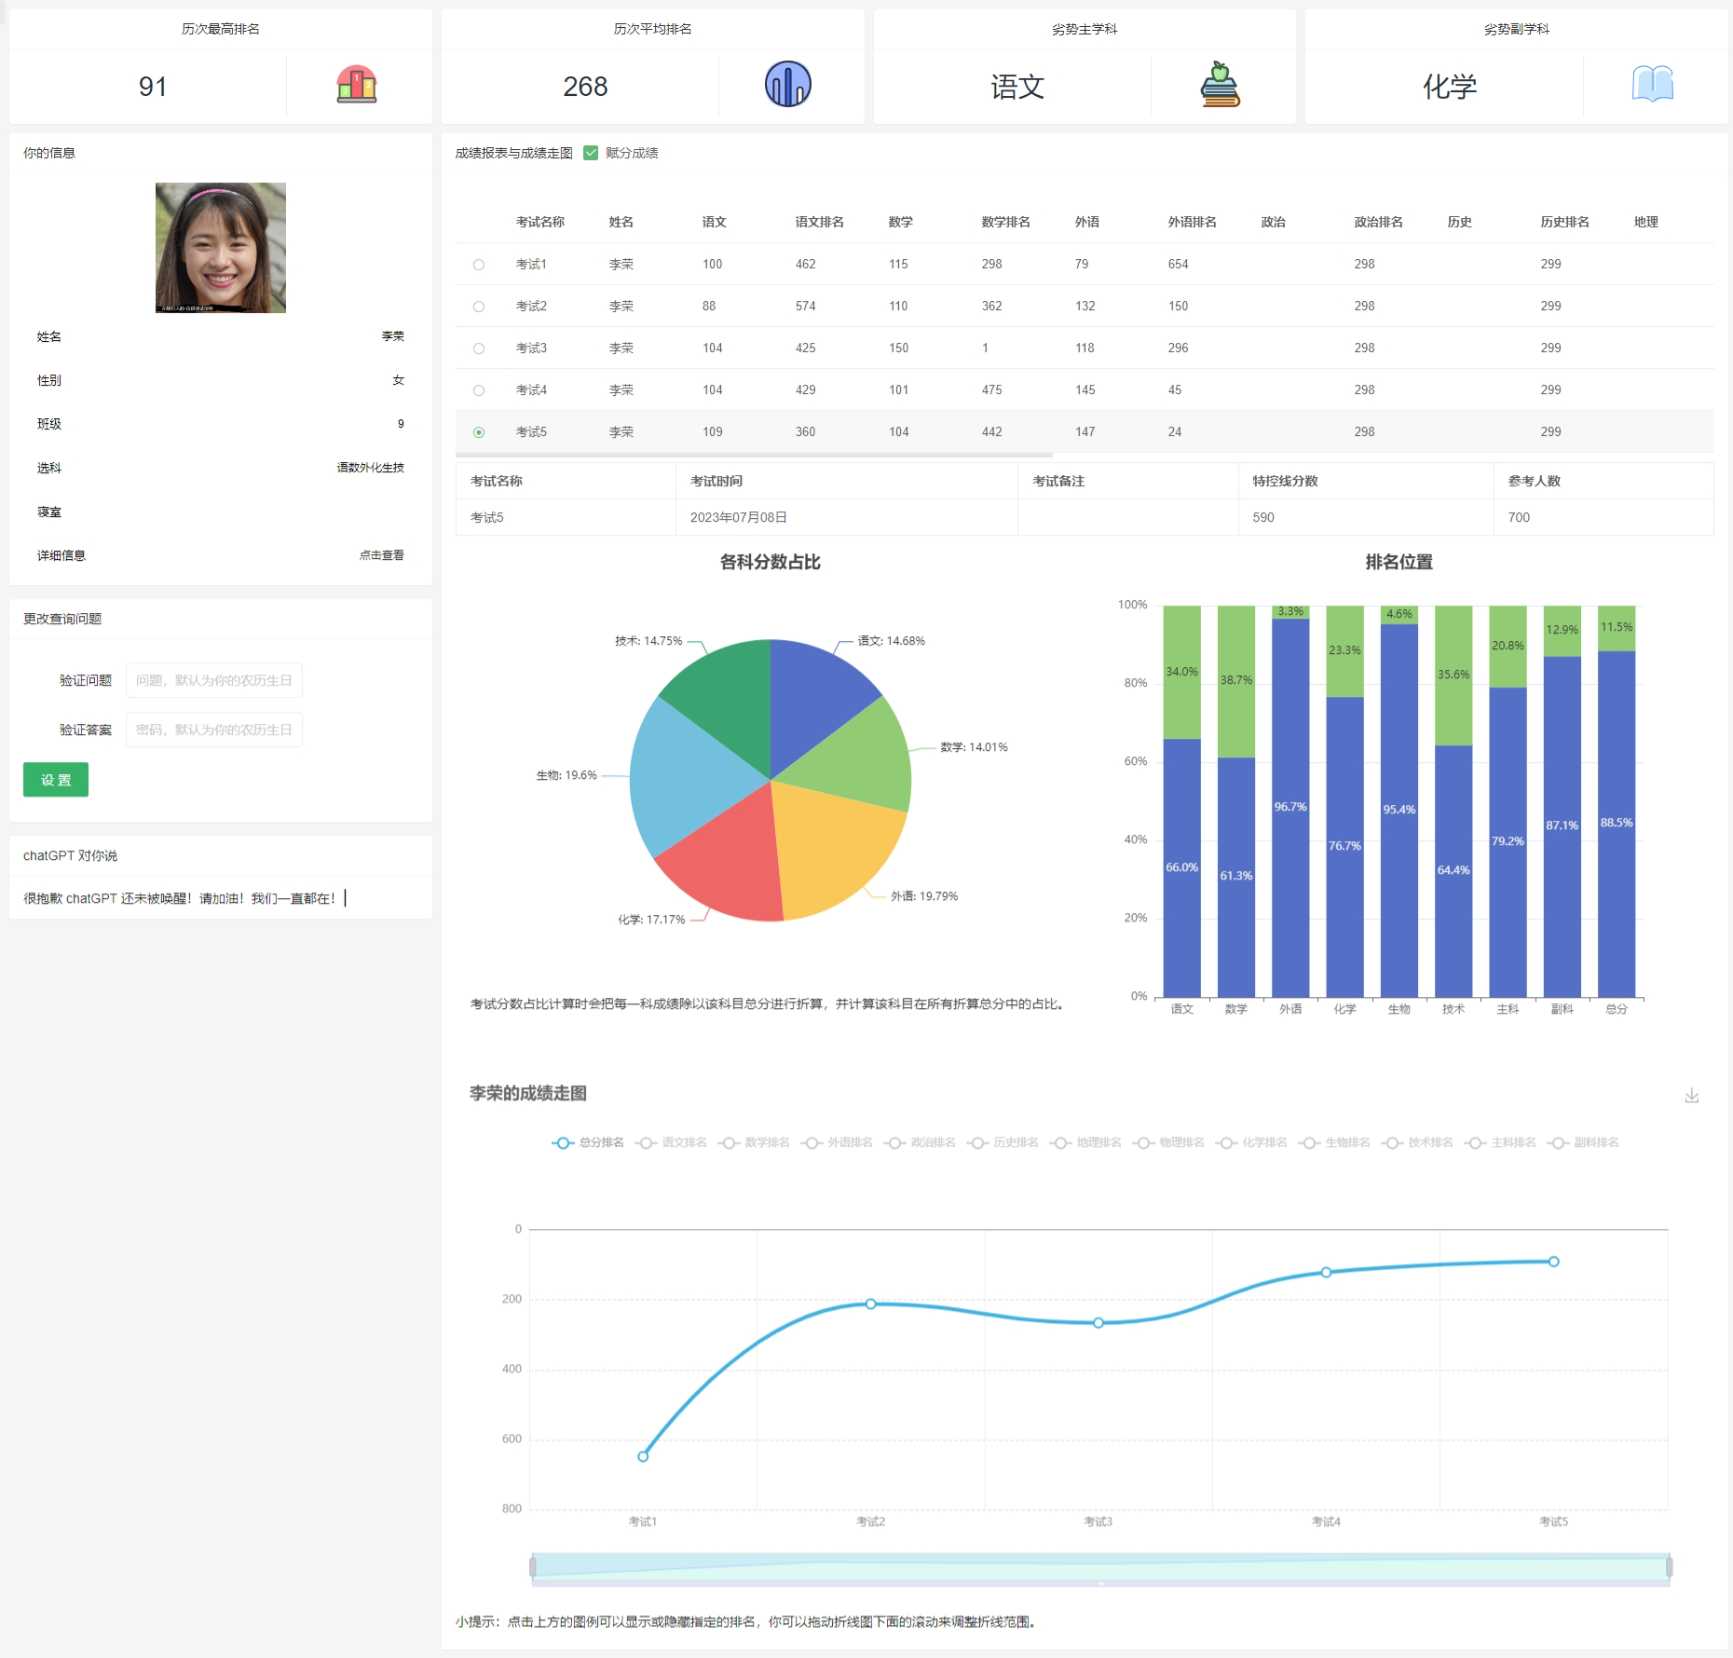 历次最高排名
91
历次平均排名
268
劣势主学科
语文
劣势副学科
化学
你的信息
姓名 李荣
性别 女
班级 9
选科 语数外化生技
寝室
详细信息 点击查看
更改查询问题
验证问题 问题，默认为你的农历生日
验证答案 密码，默认为你的农历生日
设置
chatGPT 对你说
很抱歉 chatGPT 还未被唤醒！请加油！我们一直都在！
成绩报表与成绩走图 赋分成绩
考试名称 姓名 语文 语文排名 数学 数学排名 外语 外语排名 政治 政治排名 历史 历史排名 地理
考试1 李荣 100 462 115 298 79 654 298 299
考试2 李荣 88 574 110 362 132 150 298 299
考试3 李荣 104 425 150 1 118 296 298 299
考试4 李荣 104 429 101 475 145 45 298 299
考试5 李荣 109 360 104 442 147 24 298 299
考试名称 考试时间 考试备注 特控线分数 参考人数
考试5 2023年07月08日 590 700
各科分数占比
技术: 14.75%
语文: 14.68%
数学: 14.01%
生物: 19.6%
外语: 19.79%
化学: 17.17%
考试分数占比计算时会把每一科成绩除以该科目总分进行折算，并计算该科目在所有折算总分中的占比。
排名位置
100%
80%
60%
40%
20%
0%
34.0% 38.7% 3.3% 23.3% 4.6% 35.6% 20.8% 12.9% 11.5%
66.0% 61.3% 96.7% 76.7% 95.4% 64.4% 79.2% 87.1% 88.5%
语文 数学 外语 化学 生物 技术 主科 副科 总分
李荣的成绩走图
总分排名 语文排名 数学排名 外语排名 政治排名 历史排名 地理排名 物理排名 化学排名 生物排名 技术排名 主科排名 副科排名
0
200
400
600
800
考试1 考试2 考试3 考试4 考试5
小提示：点击上方的图例可以显示或隐藏指定的排名，你可以拖动折线图下面的滚动来调整折线范围。